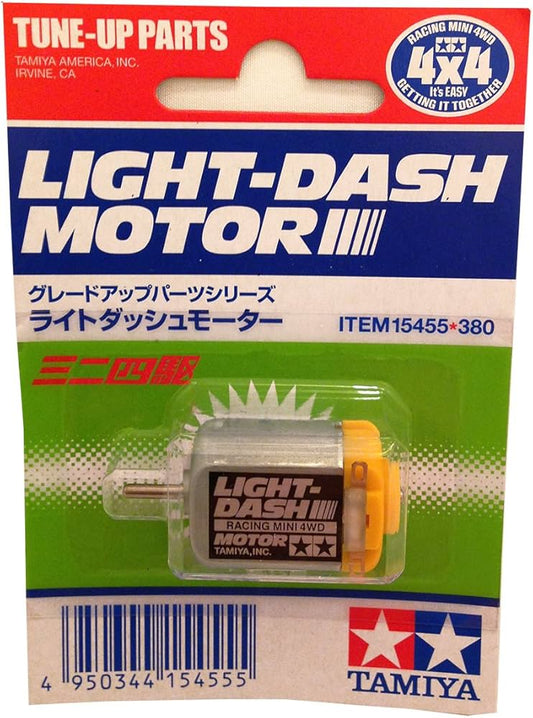 TUNE-UP PARTS
TAMIYA AMERICA, INC.
IRVINE, CA
RACING MINI 4WD
4x4
It's EASY
GETTING IT TOGETHER
LIGHT-DASH
MOTOR
グレードアップパーツシリーズ
ライトダッシュモーター
ITEM 15455*380
ミニ四駆
LIGHT-
DASH
RACING MINI 4WD
MOTOR
TAMIYA, INC.
4 950344 154555
TAMIYA